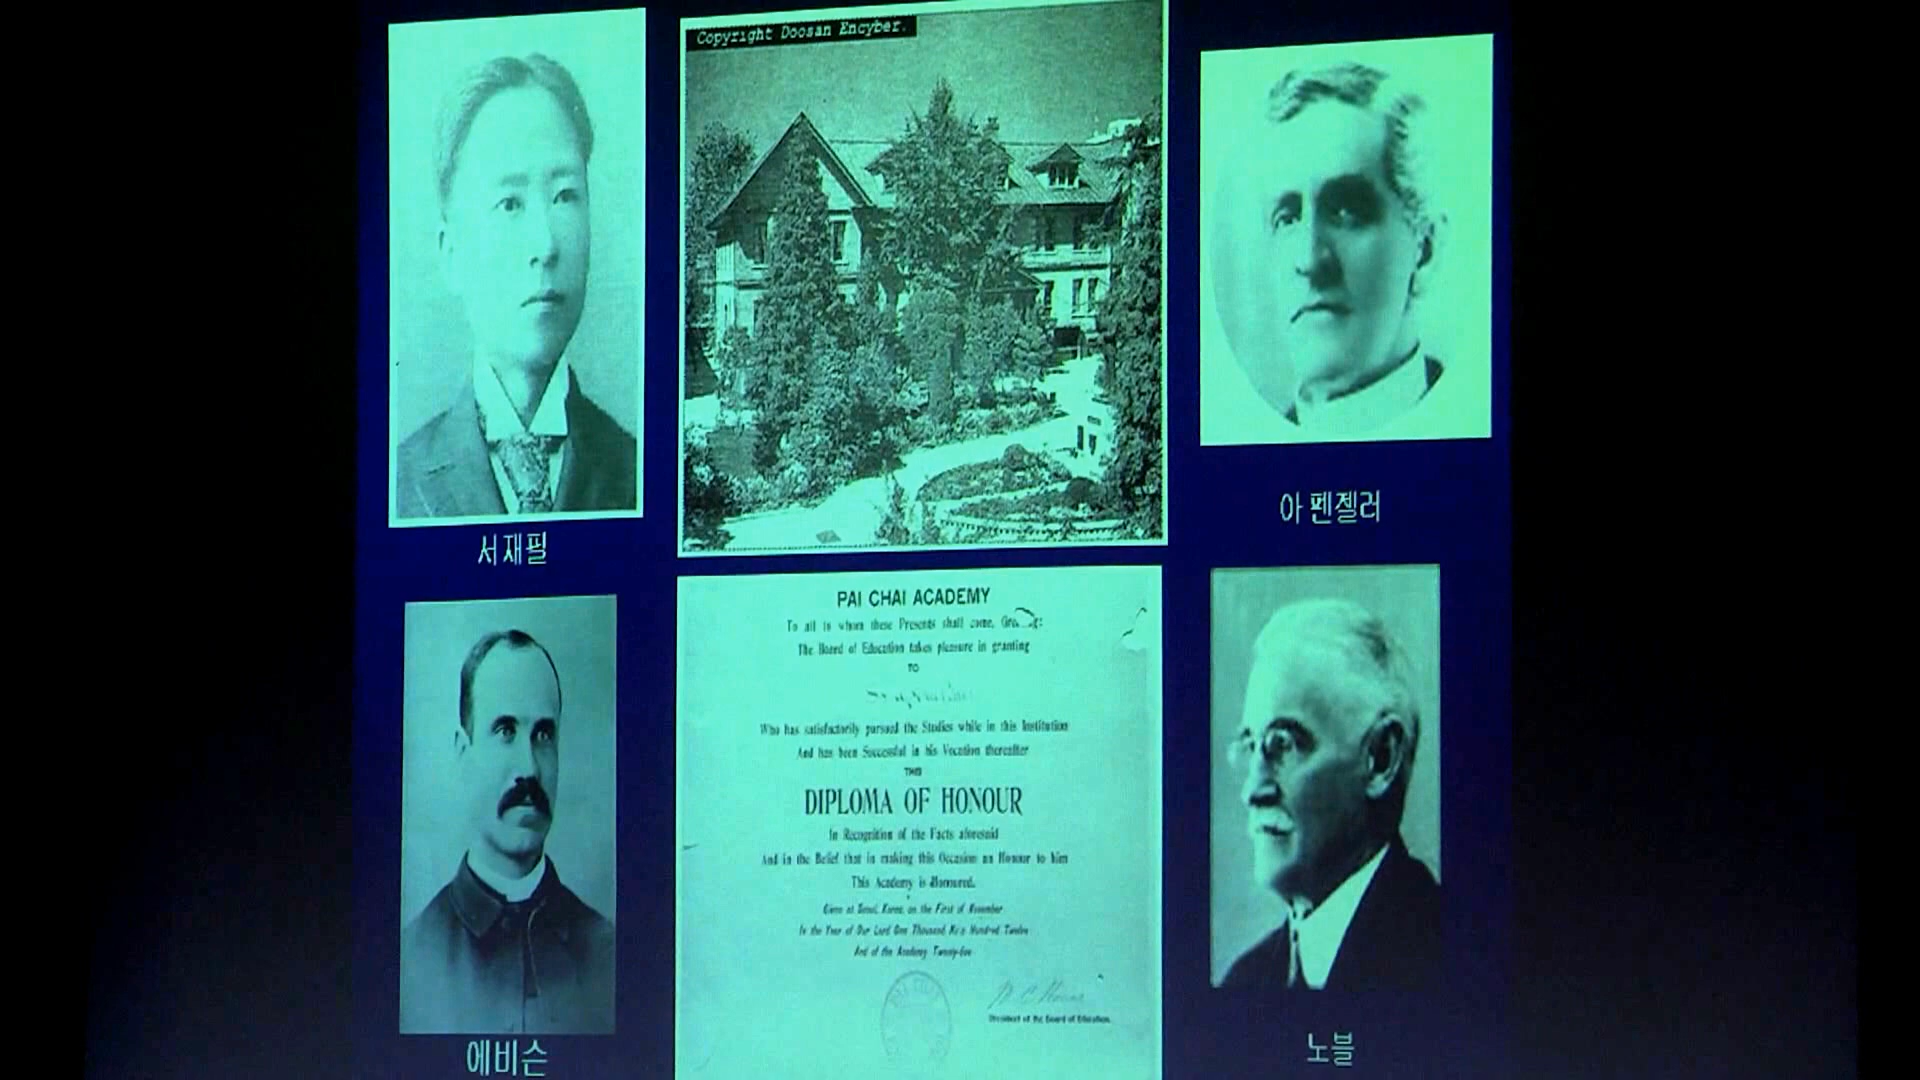 Copyright Doosan Encyber.
서재필
아펜젤러
PAI CHAI ACADEMY
To all to whom these Presents shall come,
The Board of Education takes pleasure in granting
TO
Who has satisfactorily pursued the Studies while in this Institution
And has been Successful in his Vocation thereafter
THIS
DIPLOMA OF HONOUR
In Recognition of the Facts aforesaid
And in the Belief that in making this Occasion an Honour to him
This Academy is Honoured.
Given at Seoul, Korea, on the First of November
In the Year of Our Lord One Thousand Nine Hundred Twelve
And of the Academy Twenty-five
President of the Board of Education.
에비슨
노블